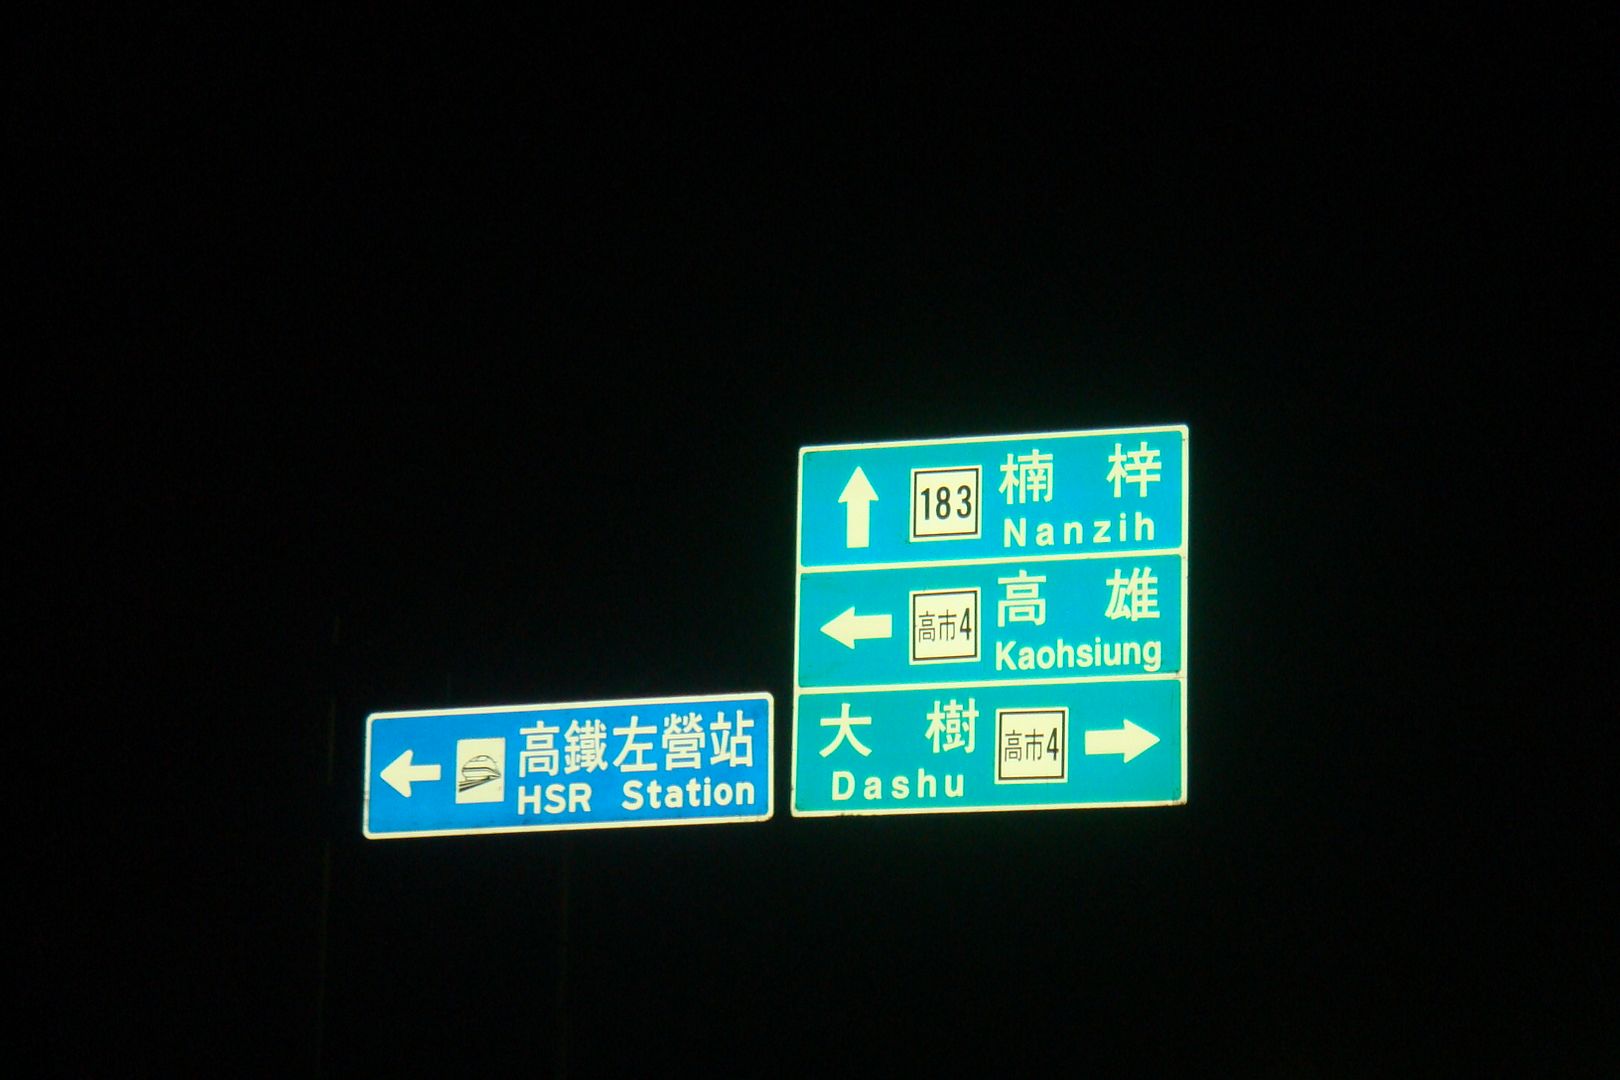 183 楠梓
Nanzih
高市4 高雄
Kaohsiung
大樹 高市4
Dashu
高鐵左營站
HSR Station